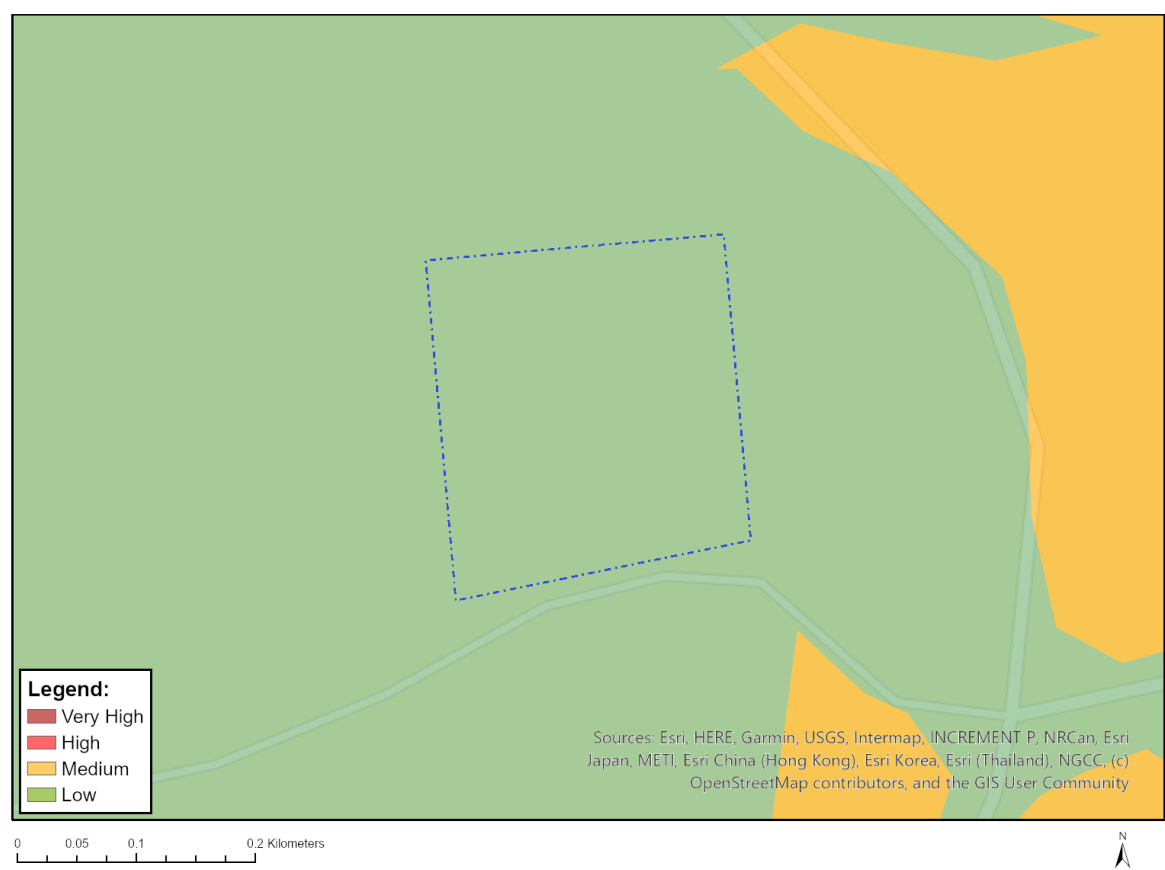 Legend:
Very High
High
Medium
Low
Sources: Esri, HERE, Garmin, USGS, Intermap, INCREMENT P, NRCan, Esri
Japan, METI, Esri China (Hong Kong), Esri Korea, Esri (Thailand), NGCC, (c)
OpenStreetMap contributors, and the GIS User Community
0 0.05 0.1 0.2 Kilometers
N